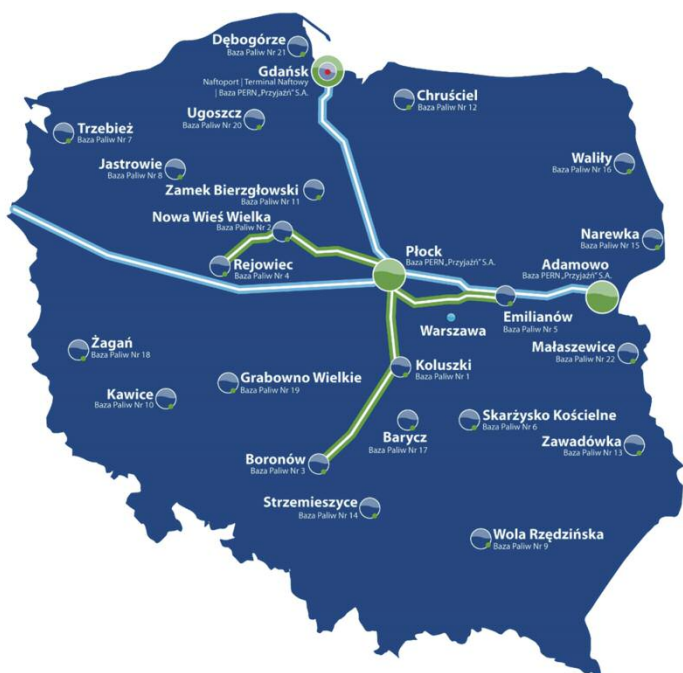 Dębogórze
Baza Paliw Nr 21
Gdańsk
Naftoport | Terminal Naftowy
| Baza PERN „Przyjaźń” S.A.
Chruściel
Baza Paliw Nr 12
Ugoszcz
Baza Paliw Nr 20
Trzebież
Baza Paliw Nr 7
Jastrowie
Baza Paliw Nr 8
Waliły
Baza Paliw Nr 16
Zamek Bierzgłowski
Baza Paliw Nr 11
Nowa Wieś Wielka
Baza Paliw Nr 2
Narewka
Baza Paliw Nr 15
Płock
Baza PERN „Przyjaźń” S.A.
Adamowo
Baza PERN „Przyjaźń” S.A.
Rejowiec
Baza Paliw Nr 4
Emilianów
Baza Paliw Nr 5
Warszawa
Żagań
Baza Paliw Nr 18
Małaszewice
Baza Paliw Nr 22
Koluszki
Baza Paliw Nr 1
Grabowno Wielkie
Baza Paliw Nr 19
Kawice
Baza Paliw Nr 10
Skarżysko Kościelne
Baza Paliw Nr 6
Barycz
Baza Paliw Nr 17
Zawadówka
Baza Paliw Nr 13
Boronów
Baza Paliw Nr 3
Strzemieszyce
Baza Paliw Nr 14
Wola Rzędzińska
Baza Paliw Nr 9